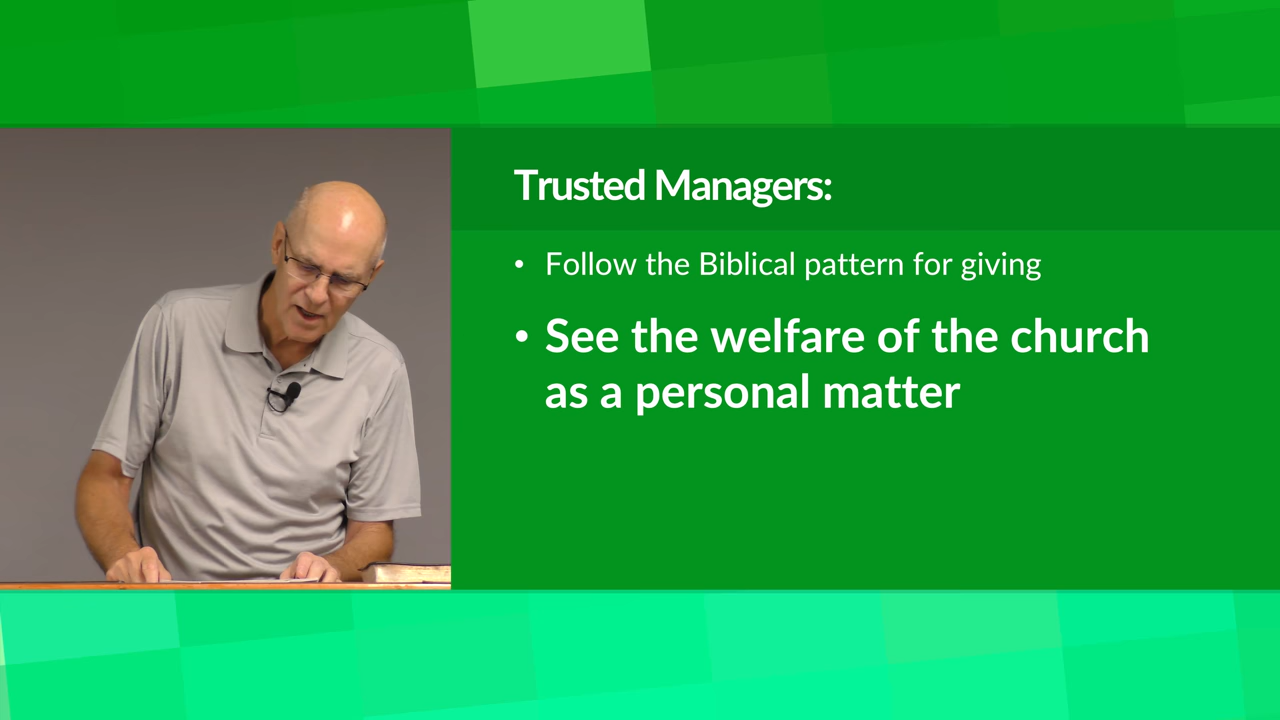 Trusted Managers:
• Follow the Biblical pattern for giving
• See the welfare of the church
as a personal matter